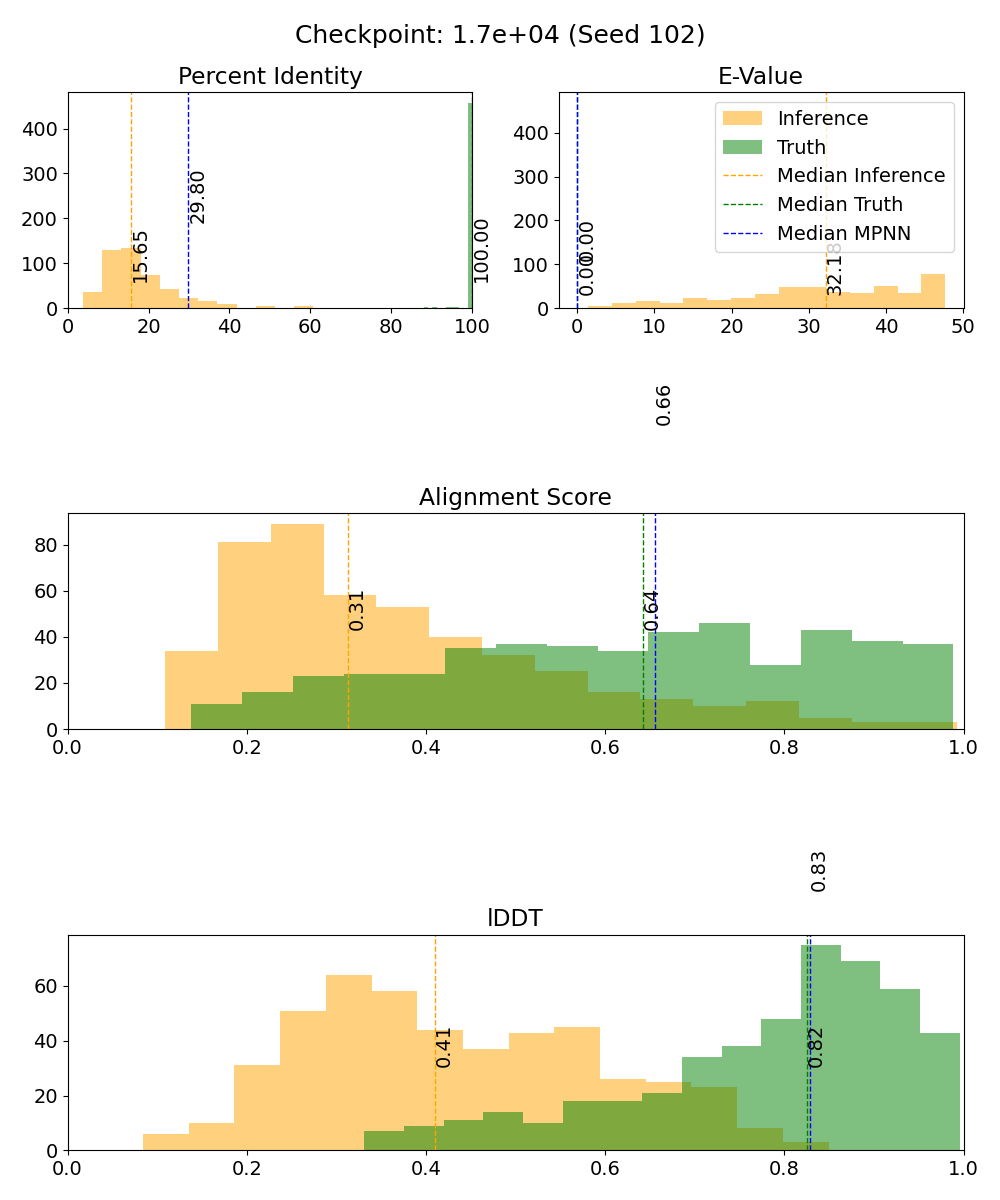 Checkpoint: 1.7e+04 (Seed 102)
Percent Identity
400
300
200
100
0
0 20 40 60 80 100
15.65
29.80
100.00
E-Value
400
300
200
100
0
0 10 20 30 40 50
0.00
0.00
32.18
Inference
Truth
Median Inference
Median Truth
Median MPNN
0.66
Alignment Score
80
60
40
20
0
0.0 0.2 0.4 0.6 0.8 1.0
0.31
0.64
0.83
lDDT
60
40
20
0
0.0 0.2 0.4 0.6 0.8 1.0
0.41
0.82